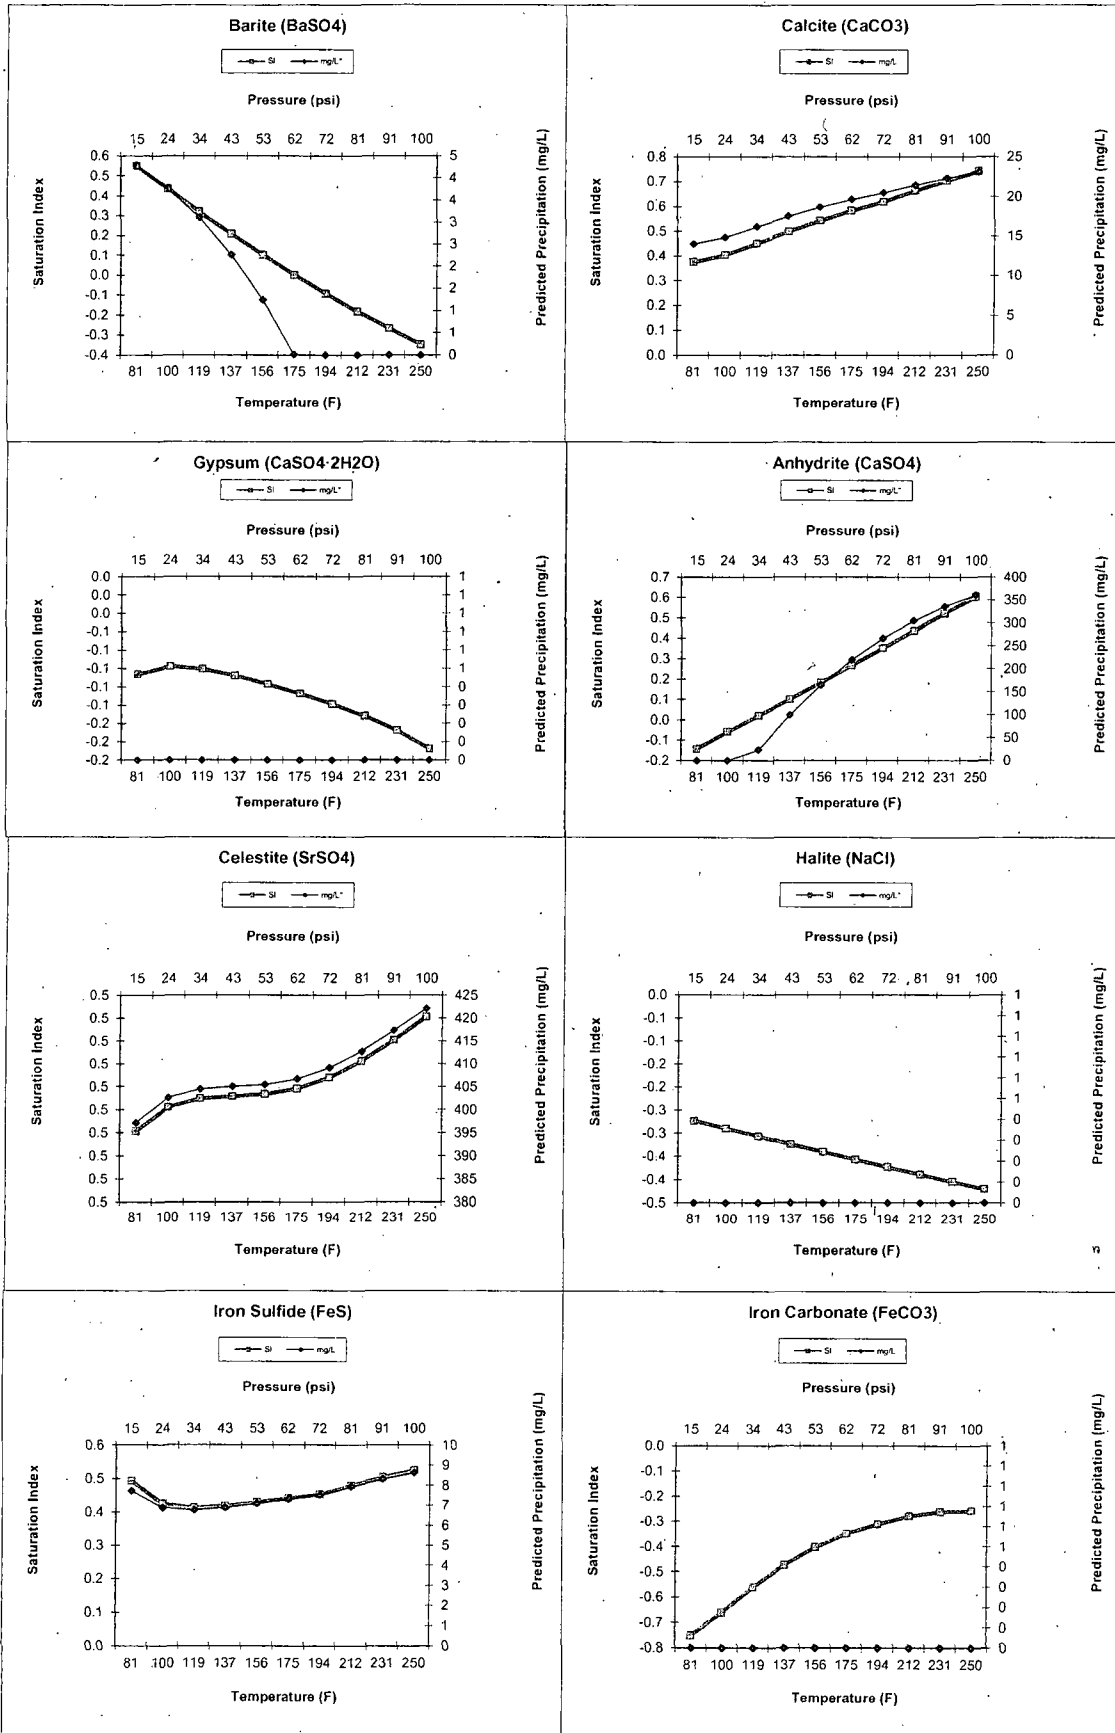 Barite (BaSO4)
SI mg/L*
Pressure (psi)
15 24 34 43 53 62 72 81 91 100
Saturation Index
0.6
0.5
0.4
0.3
0.2
0.1
0.0
-0.1
-0.2
-0.3
-0.4
5
4
4
3
3
2
2
1
1
0
Predicted Precipitation (mg/L)
81 100 119 137 156 175 194 212 231 250
Temperature (F)
Calcite (CaCO3)
SI mg/L
Pressure (psi)
15 24 34 43 53 62 72 81 91 100
Saturation Index
0.8
0.7
0.6
0.5
0.4
0.3
0.2
0.1
0.0
25
20
15
10
5
0
Predicted Precipitation (mg/L)
81 100 119 137 156 175 194 212 231 250
Temperature (F)
Gypsum (CaSO4·2H2O)
SI mg/L*
Pressure (psi)
15 24 34 43 53 62 72 81 91 100
Saturation Index
0.0
0.0
0.0
-0.1
-0.1
-0.1
-0.1
-0.1
-0.2
-0.2
-0.2
1
1
1
1
1
1
0
0
0
0
0
Predicted Precipitation (mg/L)
81 100 119 137 156 175 194 212 231 250
Temperature (F)
Anhydrite (CaSO4)
SI mg/L*
Pressure (psi)
15 24 34 43 53 62 72 81 91 100
Saturation Index
0.7
0.6
0.5
0.4
0.3
0.2
0.1
0.0
-0.1
-0.2
400
350
300
250
200
150
100
50
0
Predicted Precipitation (mg/L)
81 100 119 137 156 175 194 212 231 250
Temperature (F)
Celestite (SrSO4)
SI mg/L*
Pressure (psi)
15 24 34 43 53 62 72 81 91 100
Saturation Index
0.5
0.5
0.5
0.5
0.5
0.5
0.5
0.5
0.5
0.5
425
420
415
410
405
400
395
390
385
380
Predicted Precipitation (mg/L)
81 100 119 137 156 175 194 212 231 250
Temperature (F)
Halite (NaCl)
SI mg/L*
Pressure (psi)
15 24 34 43 53 62 72 81 91 100
Saturation Index
0.0
-0.1
-0.1
-0.2
-0.2
-0.3
-0.3
-0.4
-0.4
-0.5
1
1
1
1
1
1
0
0
0
0
0
Predicted Precipitation (mg/L)
81 100 119 137 156 175 194 212 231 250
Temperature (F)
Iron Sulfide (FeS)
SI mg/L
Pressure (psi)
15 24 34 43 53 62 72 81 91 100
Saturation Index
0.6
0.5
0.4
0.3
0.2
0.1
0.0
10
9
8
7
6
5
4
3
2
1
0
Predicted Precipitation (mg/L)
81 100 119 137 156 175 194 212 231 250
Temperature (F)
Iron Carbonate (FeCO3)
SI mg/L
Pressure (psi)
15 24 34 43 53 62 72 81 91 100
Saturation Index
0.0
-0.1
-0.2
-0.3
-0.4
-0.5
-0.6
-0.7
-0.8
1
1
1
1
1
1
0
0
0
0
0
Predicted Precipitation (mg/L)
81 100 119 137 156 175 194 212 231 250
Temperature (F)